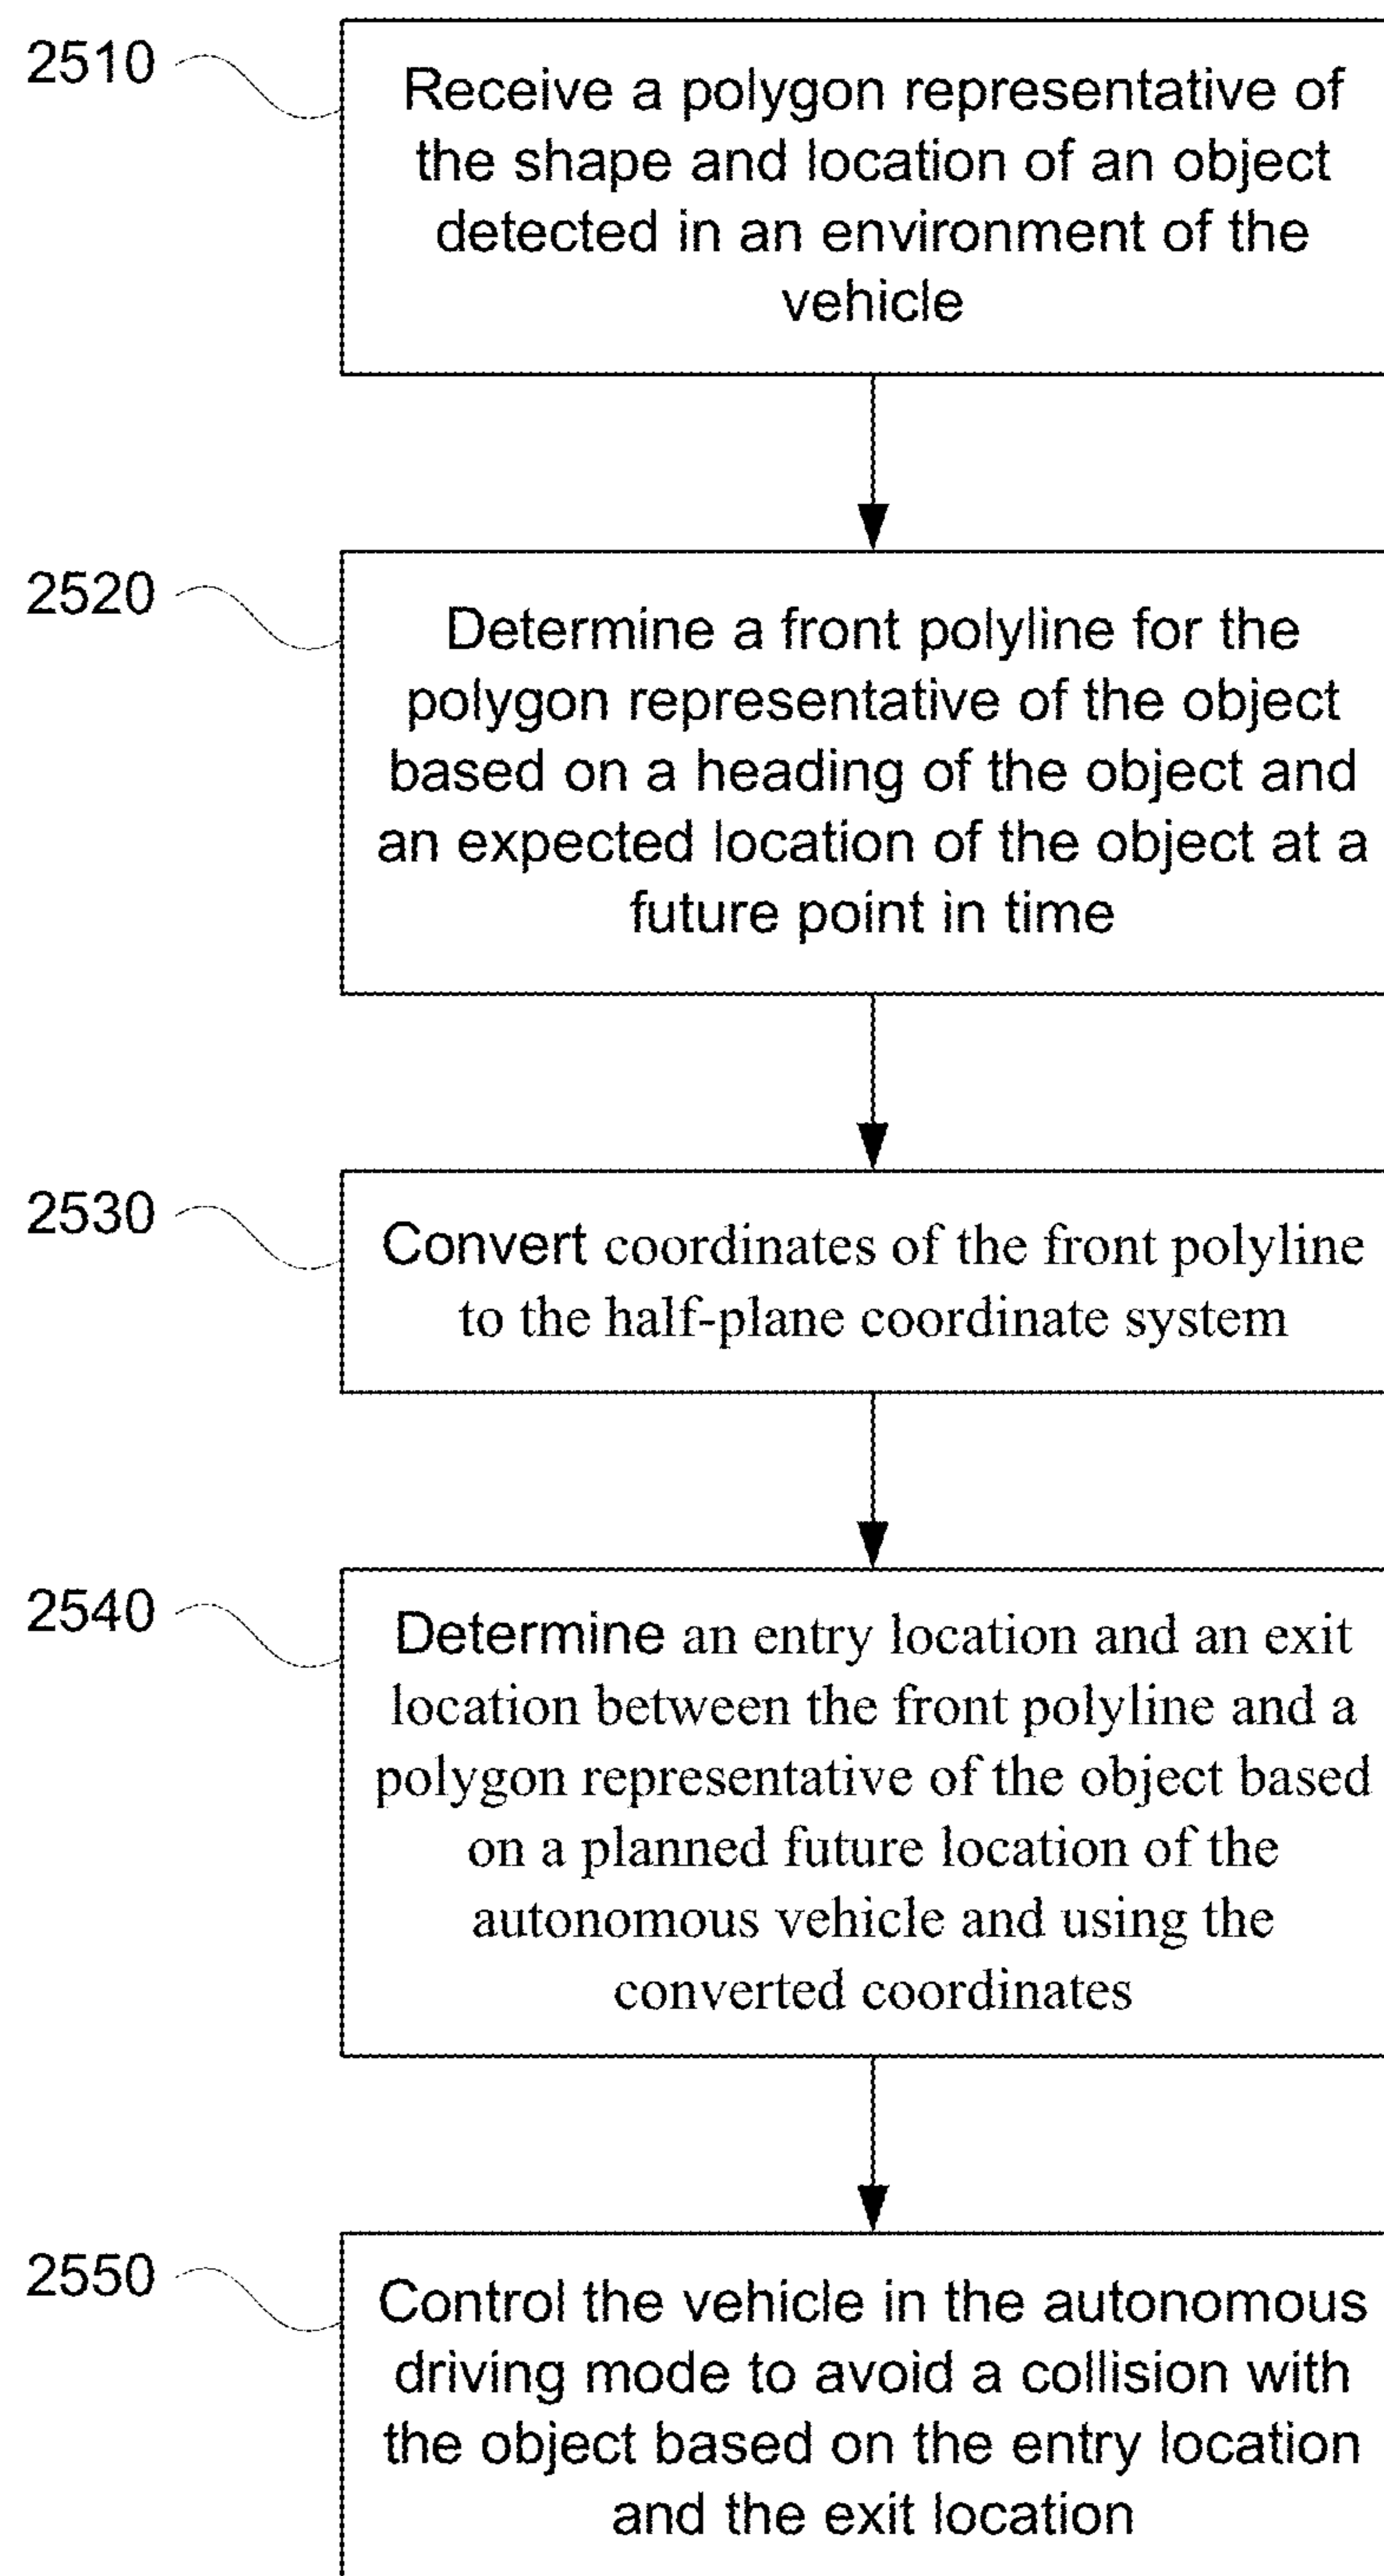 2510
Receive a polygon representative of
the shape and location of an object
detected in an environment of the
vehicle
2520
Determine a front polyline for the
polygon representative of the object
based on a heading of the object and
an expected location of the object at a
future point in time
2530
Convert coordinates of the front polyline
to the half-plane coordinate system
2540
Determine an entry location and an exit
location between the front polyline and a
polygon representative of the object based
on a planned future location of the
autonomous vehicle and using the
converted coordinates
2550
Control the vehicle in the autonomous
driving mode to avoid a collision with
the object based on the entry location
and the exit location